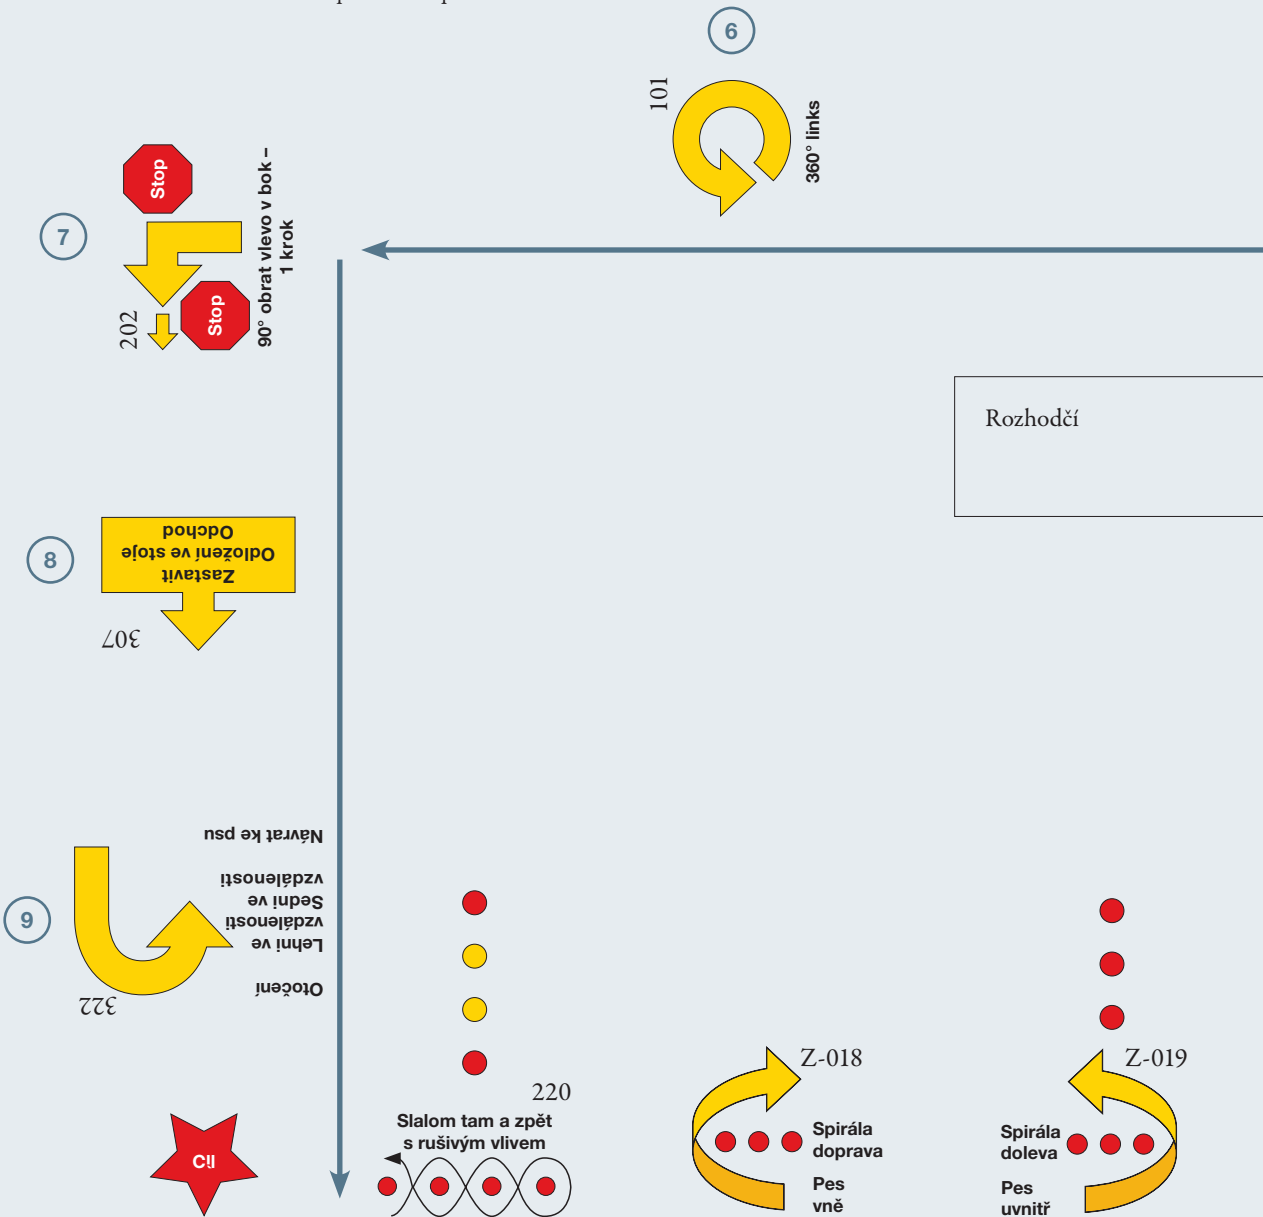 6
101
360° links
7
Stop
Stop
90° obrat vlevo v bok –
1 krok
202
Rozhodčí
8
Zastavit
Odložení ve stoje
Odchod
307
9
Otočení
Lehni ve
vzdálenosti
Sedni ve
vzdálenosti
Návrat ke psu
322
Cíl
220
Slalom tam a zpět
s rušivým vlivem
Z-018
Spirála
doprava
Pes
vně
Z-019
Spirála
doleva
Pes
uvnitř